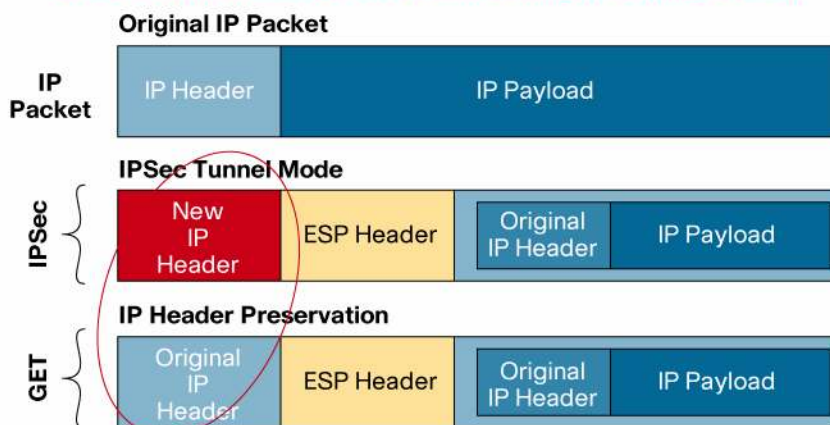 Original IP Packet
IP
Packet
IP Header
IP Payload
IPSec Tunnel Mode
IPSec
New
IP
Header
ESP Header
Original
IP Header
IP Payload
IP Header Preservation
GET
Original
IP
Header
ESP Header
Original
IP Header
IP Payload